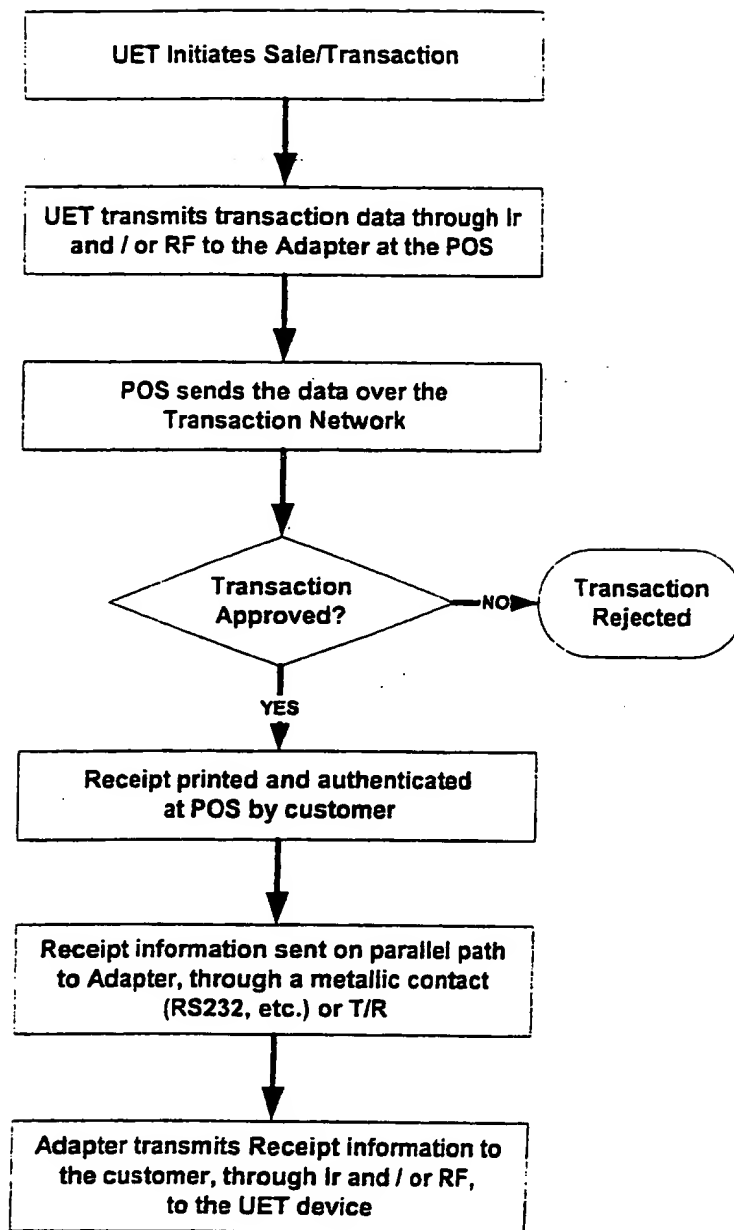 UET Initiates Sale/Transaction
UET transmits transaction data through Ir
and / or RF to the Adapter at the POS
POS sends the data over the
Transaction Network
Transaction
Approved?
NO
Transaction
Rejected
YES
Receipt printed and authenticated
at POS by customer
Receipt information sent on parallel path
to Adapter, through a metallic contact
(RS232, etc.) or T/R
Adapter transmits Receipt information to
the customer, through Ir and / or RF,
to the UET device